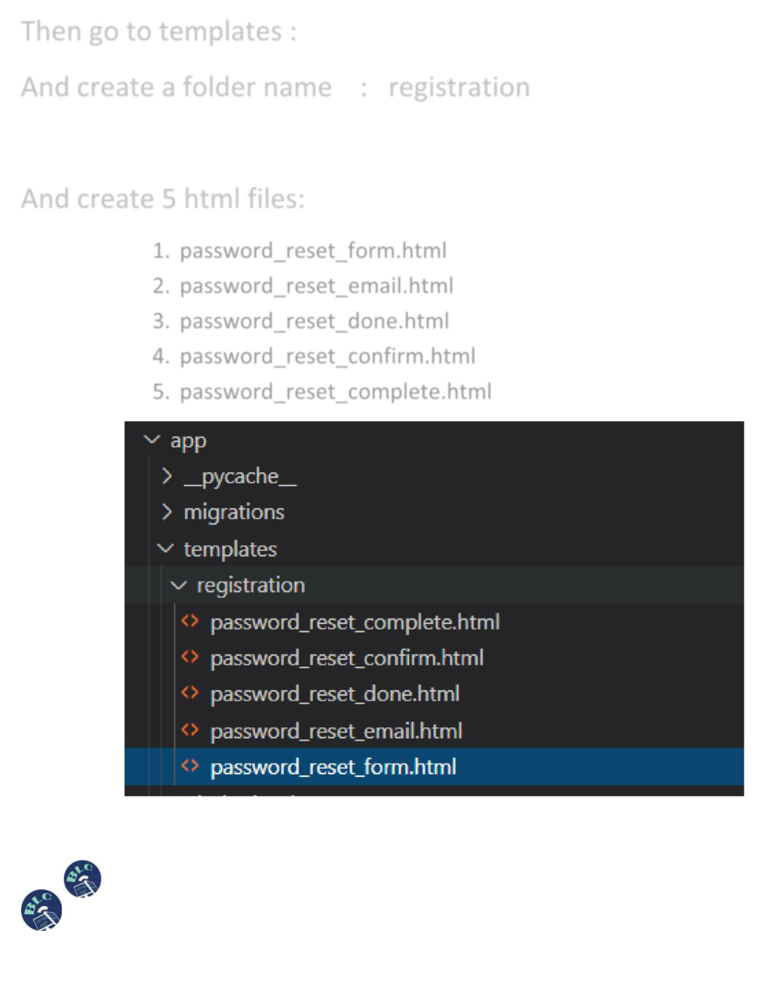 Then go to templates :
And create a folder name : registration
And create 5 html files:
1. password_reset_form.html
2. password_reset_email.html
3. password_reset_done.html
4. password_reset_confirm.html
5. password_reset_complete.html
app
__pycache__
migrations
templates
registration
password_reset_complete.html
password_reset_confirm.html
password_reset_done.html
password_reset_email.html
password_reset_form.html
BLC
BLC